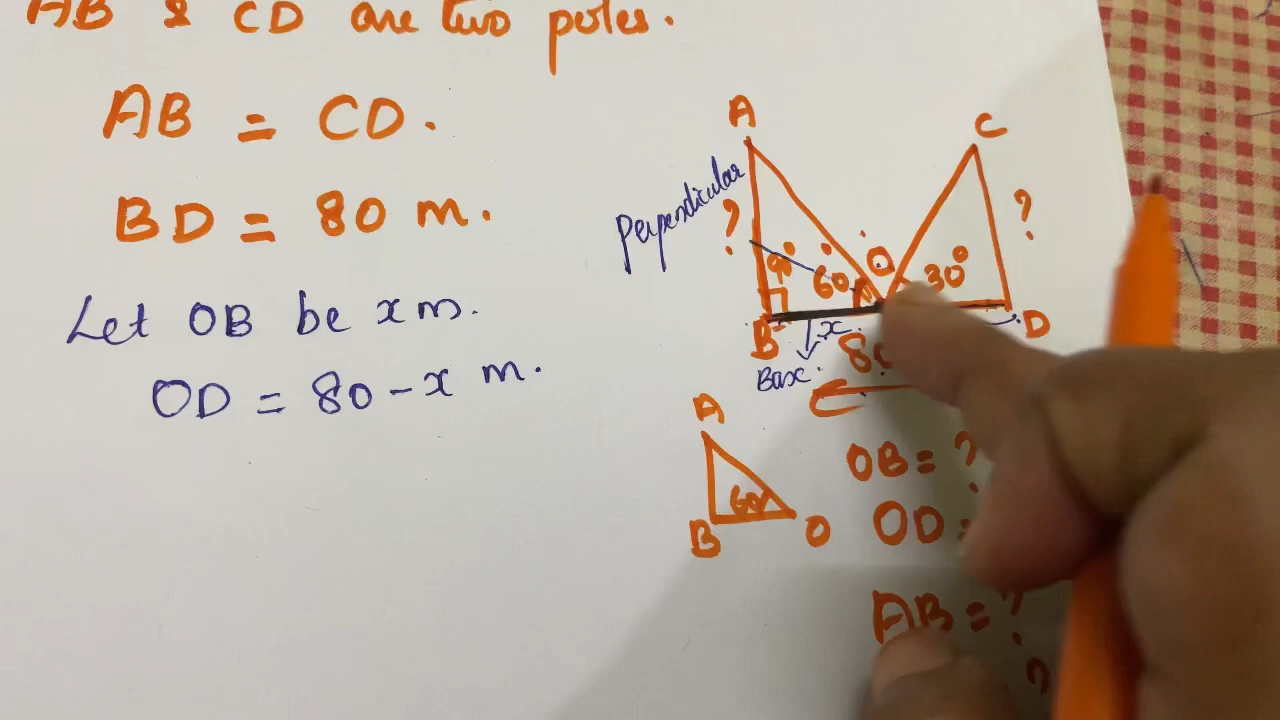 AB & CD are two poles.
AB = CD.
BD = 80 m.
Let OB be x m.
OD = 80 - x m.
A
C
Perpendicular
?
?
90°
60°
O
30°
B
x
D
80
Base
A
60
B
O
OB = ?
OD =
AB = ?
?